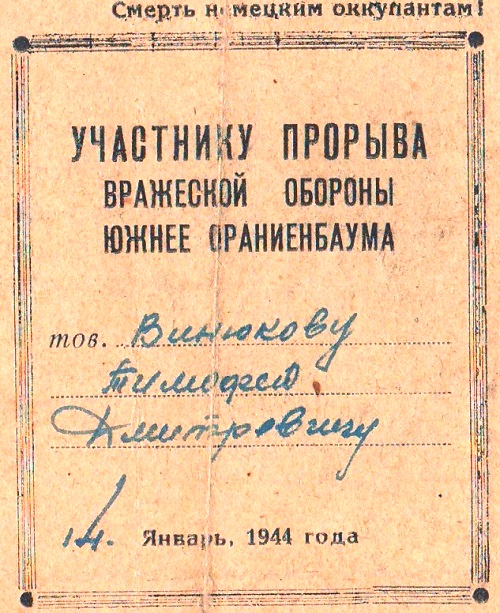 Смерть немецким оккупантам!
УЧАСТНИКУ ПРОРЫВА
ВРАЖЕСКОЙ ОБОРОНЫ
ЮЖНЕЕ ОРАНИЕНБАУМА
тов. Винюкову
Тимофею
Дмитровичу
14. Январь, 1944 года